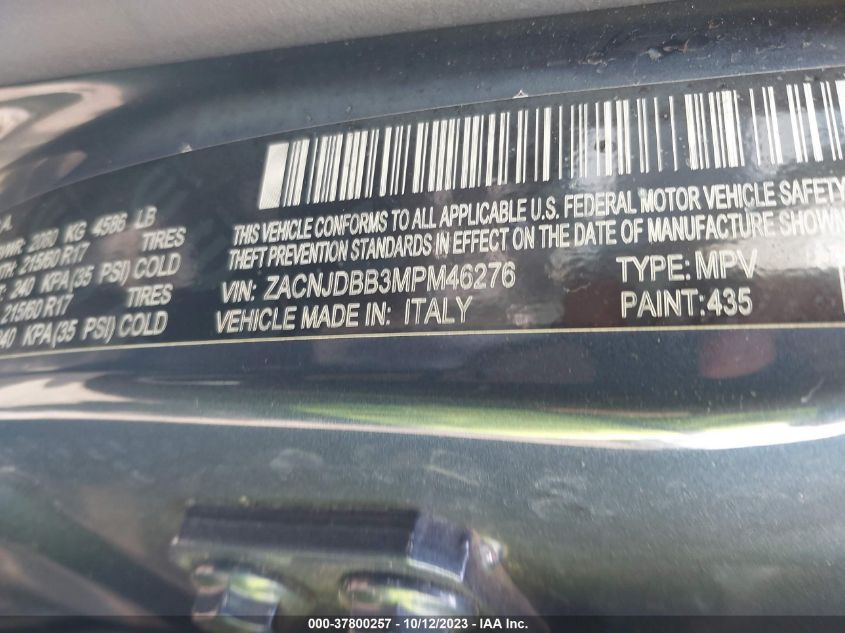 THIS VEHICLE CONFORMS TO ALL APPLICABLE U.S. FEDERAL MOTOR VEHICLE SAFETY
THEFT PREVENTION STANDARDS IN EFFECT ON THE DATE OF MANUFACTURE SHOWN
VIN: ZACNJDBB3MPM46276 TYPE: MPV
VEHICLE MADE IN: ITALY PAINT:435
KG 4586 LB
TIRES
21560 R17
240 KPA(35 PSI) COLD
TIRES
21560 R17
KPA(35 PSI) COLD
000-37800257 - 10/12/2023 - IAA Holdings, Inc.